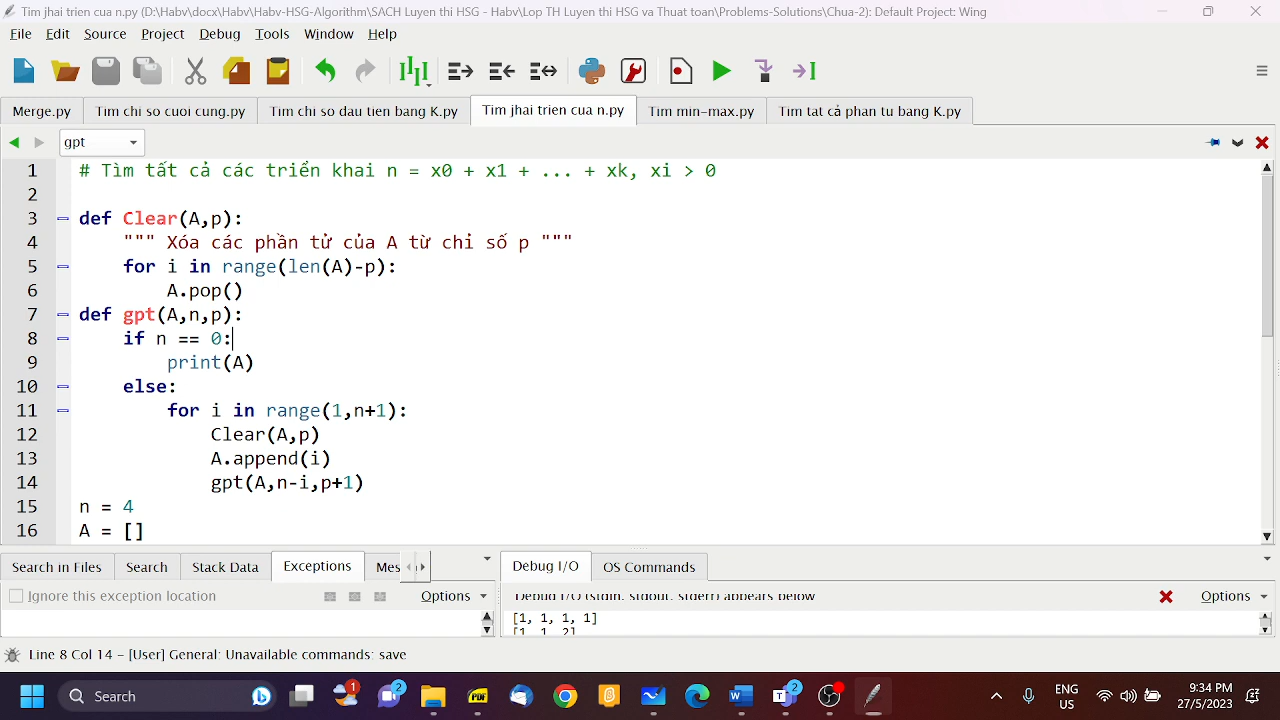 Tim jhai trien cua n.py (D:\Habv\docx\Habv\Habv-HSG-Algorithm\SACH Luyen thi HSG - Habv\Lop TH Luyen thi HSG va Thuat toan\Problems-Solutions\Chua-2): Default Project: Wing
File Edit Source Project Debug Tools Window Help
Merge.py Tim chi so cuoi cung.py Tim chi so dau tien bang K.py Tim jhai trien cua n.py Tim min-max.py Tim tat cả phan tu bang K.py
gpt
1 # Tìm tất cả các triển khai n = x0 + x1 + ... + xk, xi > 0
2
3 def Clear(A,p):
4 """ Xóa các phần tử của A từ chỉ số p """
5 for i in range(len(A)-p):
6 A.pop()
7 def gpt(A,n,p):
8 if n == 0:
9 print(A)
10 else:
11 for i in range(1,n+1):
12 Clear(A,p)
13 A.append(i)
14 gpt(A,n-i,p+1)
15 n = 4
16 A = []
Search in Files Search Stack Data Exceptions Mes
Debug I/O OS Commands
Ignore this exception location Options
Debug I/O (stdin, stdout, stderr) appears below Options
[1, 1, 1, 1]
[1, 1, 2]
Line 8 Col 14 – [User] General: Unavailable commands: save
Search
1
2
PDF
2
ENG
US
9:34 PM
27/5/2023